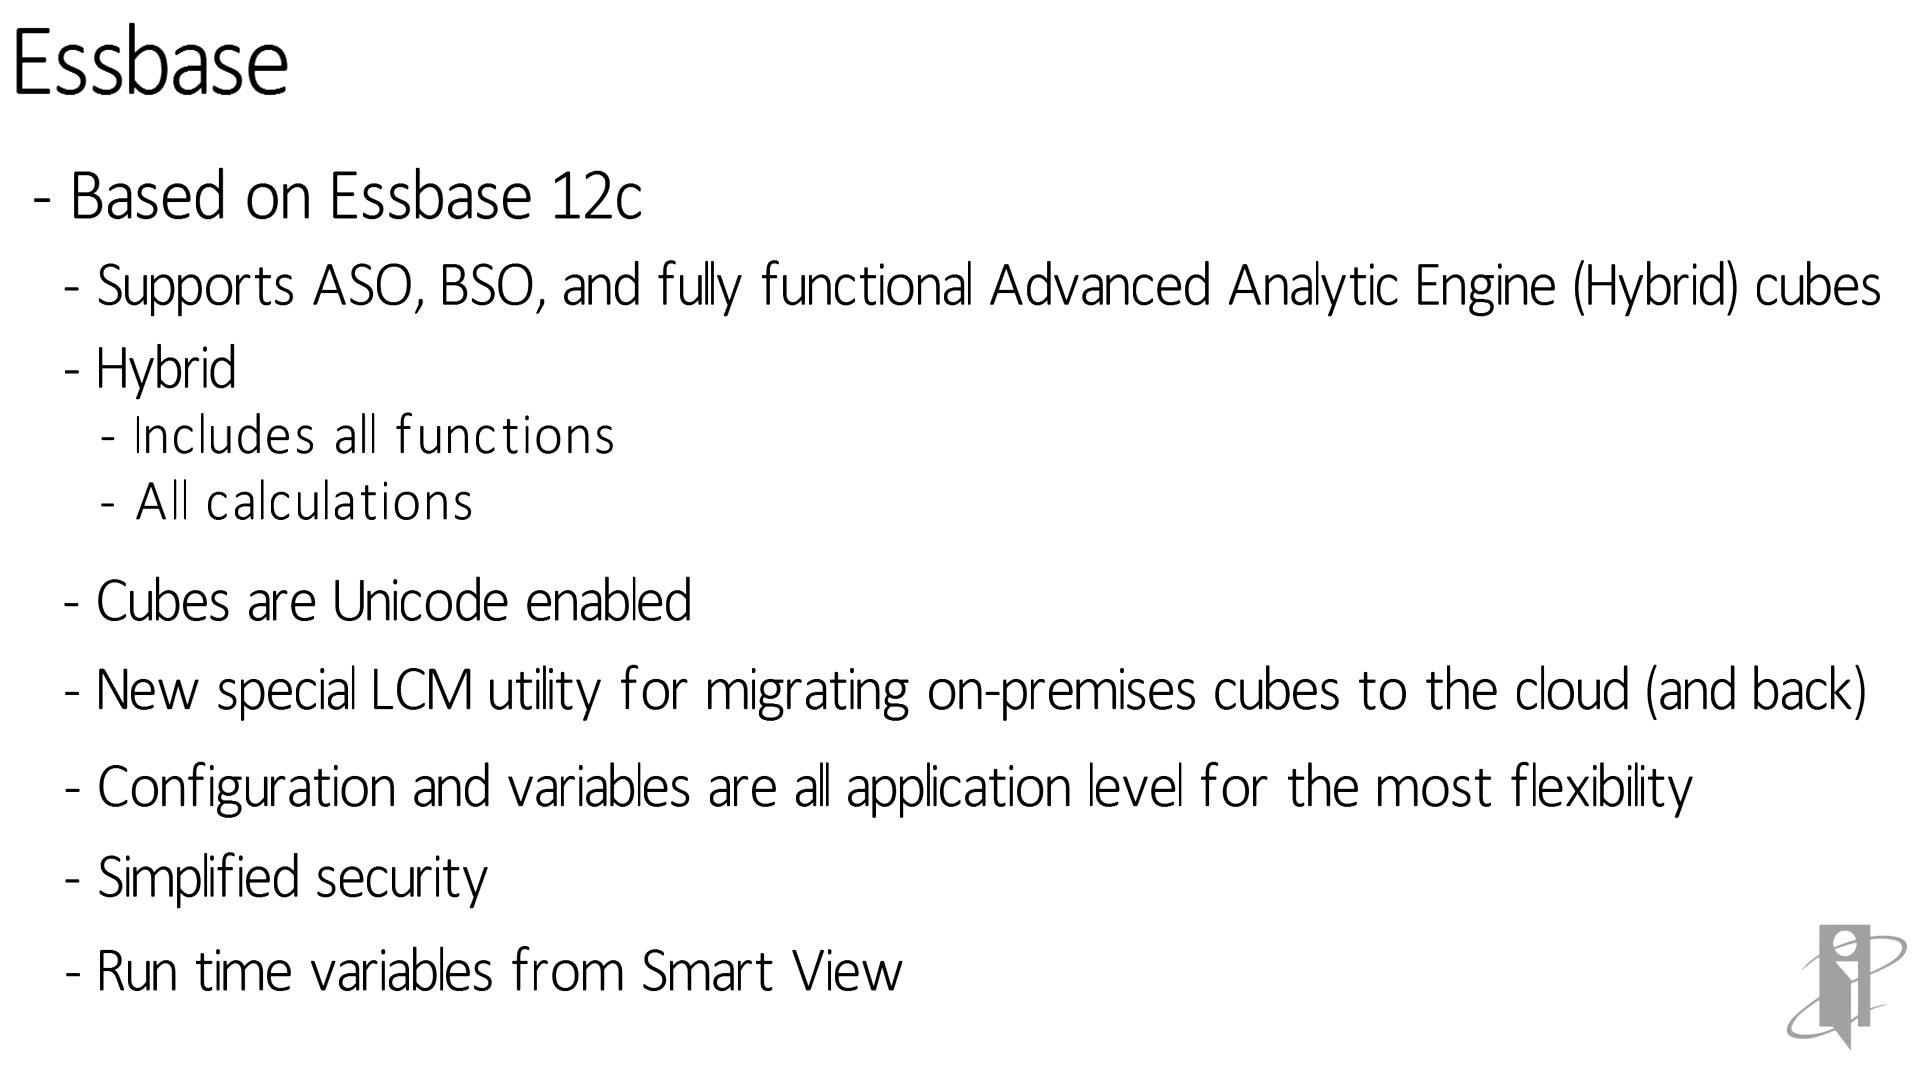 Essbase
- Based on Essbase 12c
- Supports ASO, BSO, and fully functional Advanced Analytic Engine (Hybrid) cubes
- Hybrid
- Includes all functions
- All calculations
- Cubes are Unicode enabled
- New special LCM utility for migrating on-premises cubes to the cloud (and back)
- Configuration and variables are all application level for the most flexibility
- Simplified security
- Run time variables from Smart View